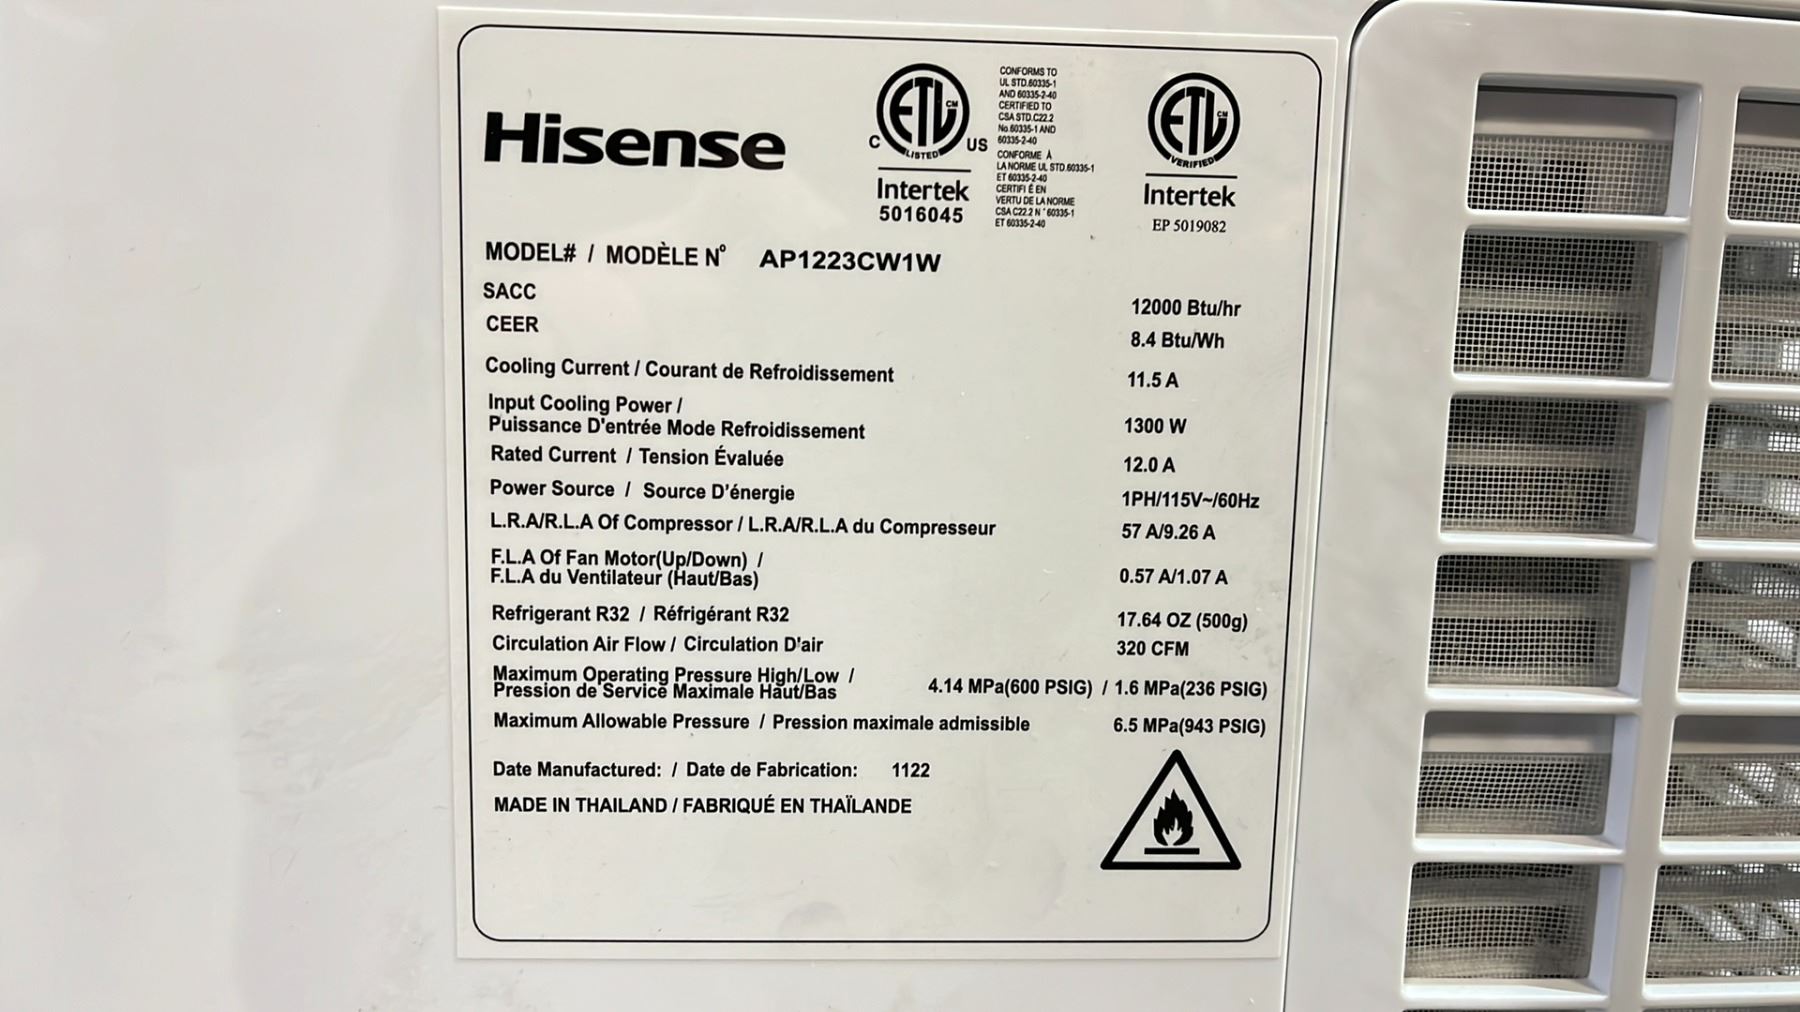 Hisense
ETL CM
LISTED
C US
Intertek
5016045
CONFORMS TO
UL STD.60335-1
AND 60335-2-40
CERTIFIED TO
CSA STD.C22.2
No.60335-1 AND
60335-2-40
CONFORME À
LA NORME UL STD.60335-1
ET 60335-2-40
CERTIFI É EN
VERTU DE LA NORME
CSA C22.2 N ° 60335-1
ET 60335-2-40
ETL CM
VERIFIED
Intertek
EP 5019082
MODEL# / MODÈLE N° AP1223CW1W
SACC 12000 Btu/hr
CEER 8.4 Btu/Wh
Cooling Current / Courant de Refroidissement 11.5 A
Input Cooling Power /
Puissance D'entrée Mode Refroidissement 1300 W
Rated Current / Tension Évaluée 12.0 A
Power Source / Source D'énergie 1PH/115V~/60Hz
L.R.A/R.L.A Of Compressor / L.R.A/R.L.A du Compresseur 57 A/9.26 A
F.L.A Of Fan Motor(Up/Down) /
F.L.A du Ventilateur (Haut/Bas) 0.57 A/1.07 A
Refrigerant R32 / Réfrigérant R32 17.64 OZ (500g)
Circulation Air Flow / Circulation D'air 320 CFM
Maximum Operating Pressure High/Low /
Pression de Service Maximale Haut/Bas 4.14 MPa(600 PSIG) / 1.6 MPa(236 PSIG)
Maximum Allowable Pressure / Pression maximale admissible 6.5 MPa(943 PSIG)
Date Manufactured: / Date de Fabrication: 1122
MADE IN THAILAND / FABRIQUÉ EN THAÏLANDE